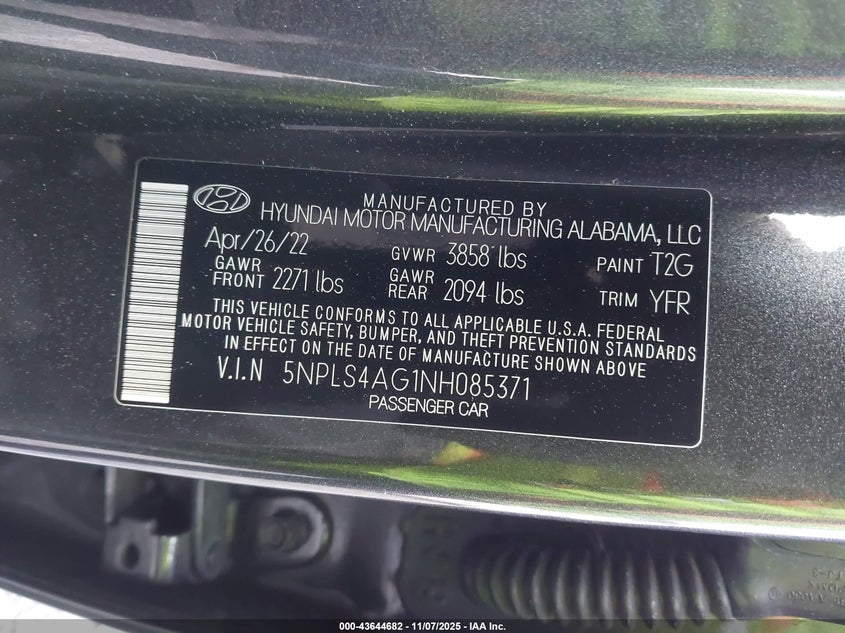 MANUFACTURED BY
HYUNDAI MOTOR MANUFACTURING ALABAMA, LLC
Apr/26/22 GVWR 3858 lbs PAINT T2G
GAWR FRONT 2271 lbs GAWR REAR 2094 lbs TRIM YFR
THIS VEHICLE CONFORMS TO ALL APPLICABLE U.S.A. FEDERAL
MOTOR VEHICLE SAFETY, BUMPER, AND THEFT PREVENTION STANDARDS
IN EFFECT ON THE DATE OF MANUFACTURE SHOWN ABOVE.
V.I.N 5NPLS4AG1NH085371
PASSENGER CAR
000-43644682 - 11/07/2025 - IAA Inc.